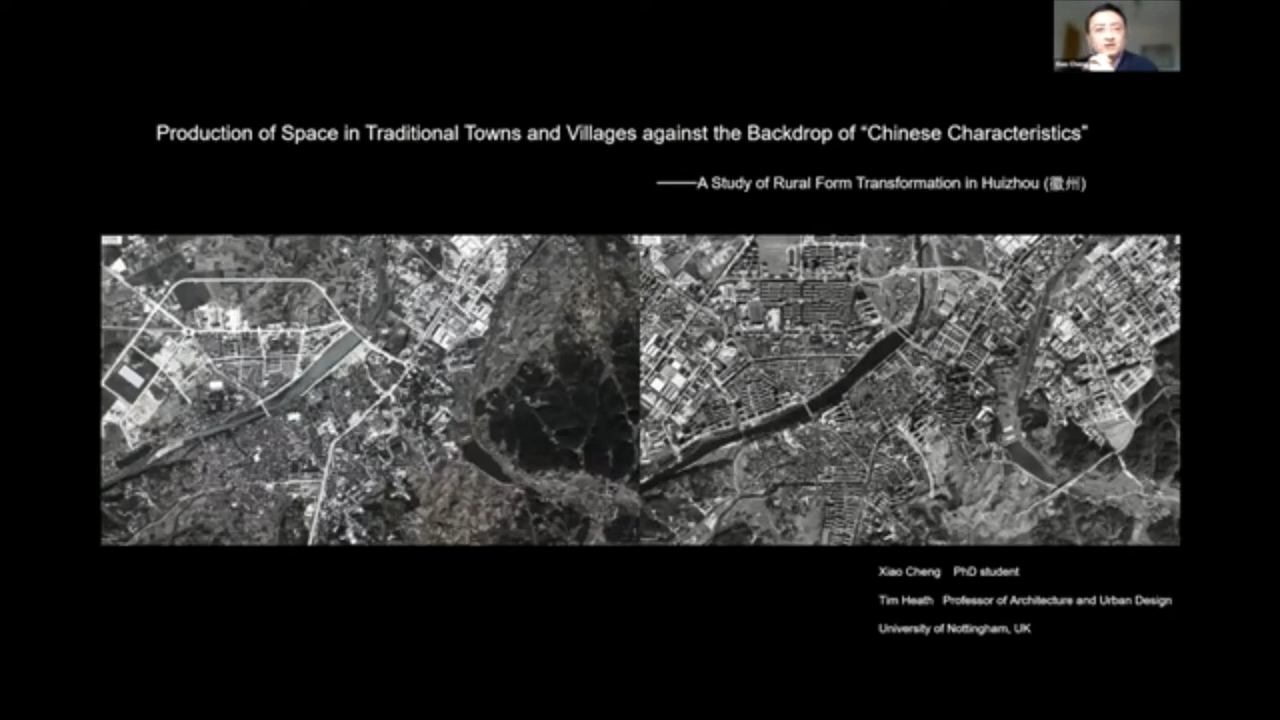 Xiao Cheng
Production of Space in Traditional Towns and Villages against the Backdrop of “Chinese Characteristics”
——A Study of Rural Form Transformation in Huizhou (徽州)
Xiao Cheng PhD student
Tim Heath Professor of Architecture and Urban Design
University of Nottingham, UK